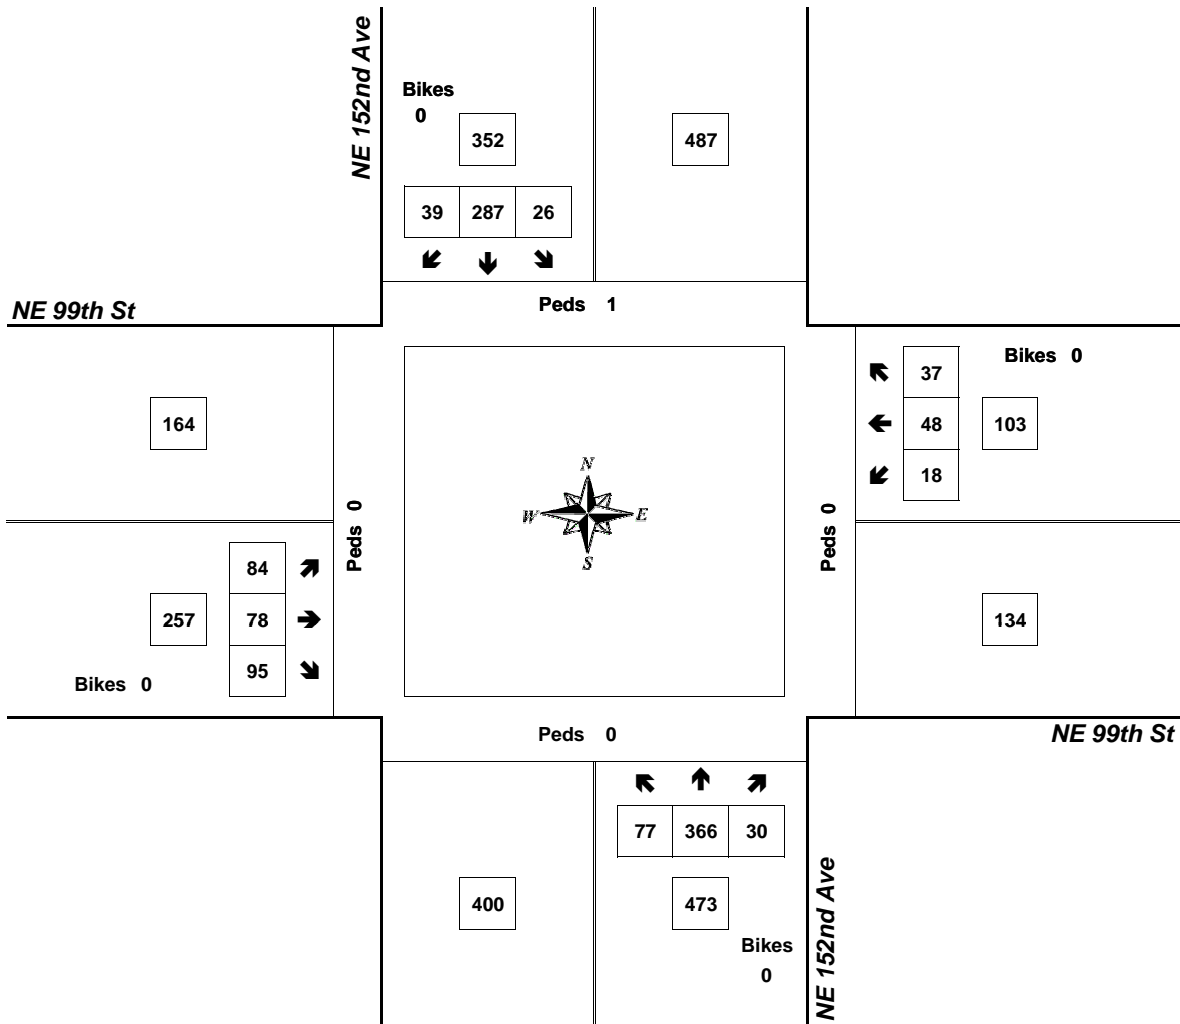 NE 152nd Ave
Bikes
0
352
487
39 287 26
Peds 1
NE 99th St
Bikes 0
37
164
48 103
18
N
W E
S
Peds 0
Peds 0
84
257 78
134
95
Bikes 0
Peds 0
NE 99th St
77 366 30
400
473
Bikes
0
NE 152nd Ave